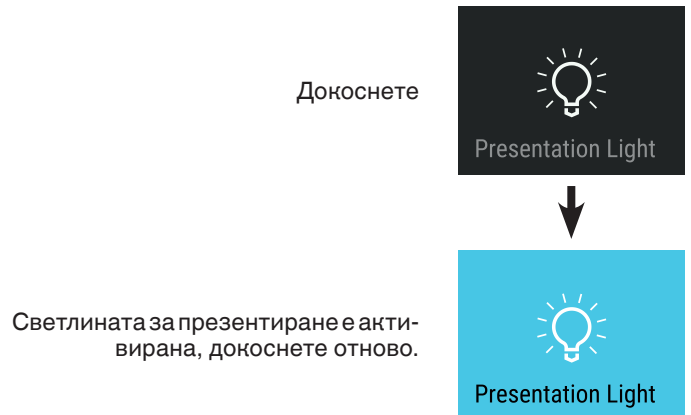 Докоснете
Presentation Light
Светлината за презентиране е акти-
вирана, докоснете отново.
Presentation Light